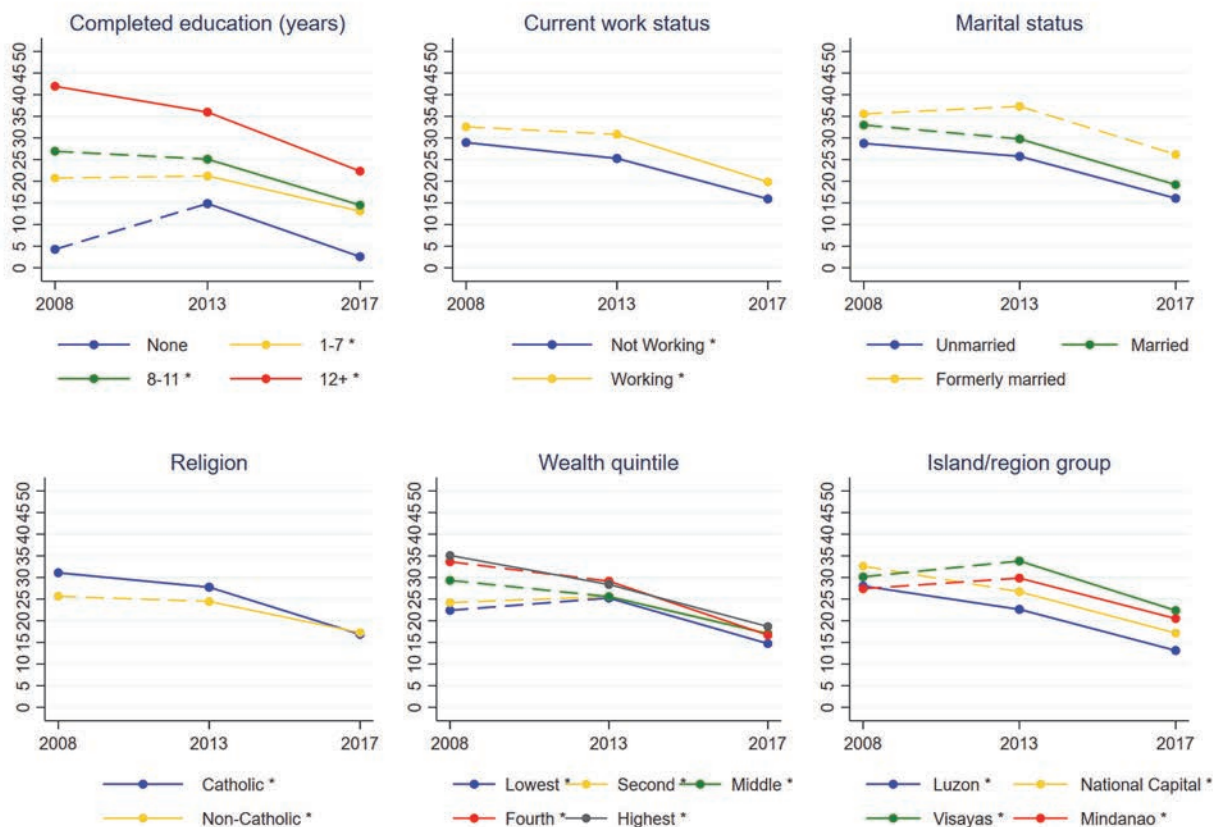 Completed education (years)
50
45
40
35
30
25
20
15
10
5
0
2008 2013 2017
None 1-7 *
8-11 * 12+ *
Current work status
50
45
40
35
30
25
20
15
10
5
0
2008 2013 2017
Not Working *
Working *
Marital status
50
45
40
35
30
25
20
15
10
5
0
2008 2013 2017
Unmarried Married
Formerly married
Religion
50
45
40
35
30
25
20
15
10
5
0
2008 2013 2017
Catholic *
Non-Catholic *
Wealth quintile
50
45
40
35
30
25
20
15
10
5
0
2008 2013 2017
Lowest * Second * Middle *
Fourth * Highest *
Island/region group
50
45
40
35
30
25
20
15
10
5
0
2008 2013 2017
Luzon * National Capital *
Visayas * Mindanao *